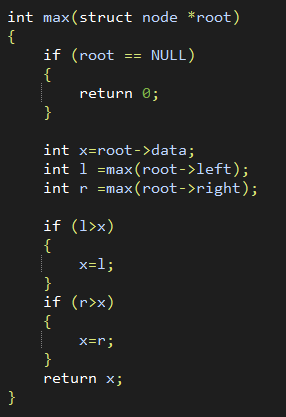 int max(struct node *root)
{
    if (root == NULL)
    {
        return 0;
    }

    int x=root->data;
    int l =max(root->left);
    int r =max(root->right);

    if (l>x)
    {
        x=l;
    }
    if (r>x)
    {
        x=r;
    }
    return x;
}